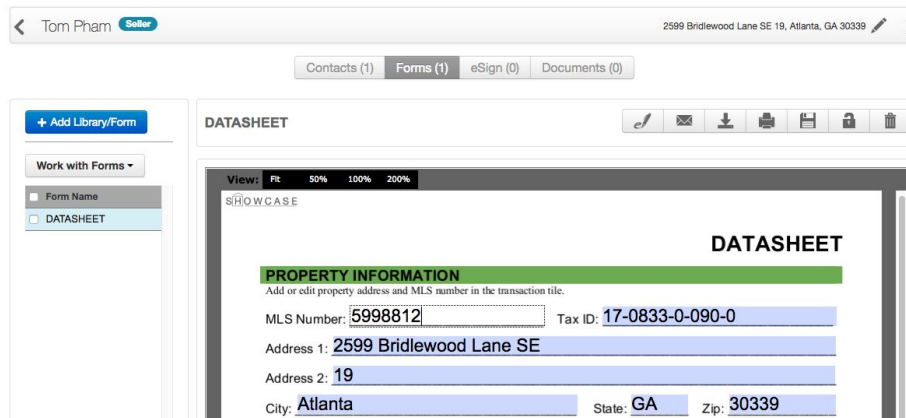 Tom Pham Seller
2599 Bridlewood Lane SE 19, Atlanta, GA 30339
Contacts (1) Forms (1) eSign (0) Documents (0)
+ Add Library/Form
Work with Forms
Form Name
DATASHEET
DATASHEET
View: Fit 50% 100% 200%
SHOWCASE
DATASHEET
PROPERTY INFORMATION
Add or edit property address and MLS number in the transaction tile.
MLS Number: 5998812 Tax ID: 17-0833-0-090-0
Address 1: 2599 Bridlewood Lane SE
Address 2: 19
City: Atlanta State: GA Zip: 30339